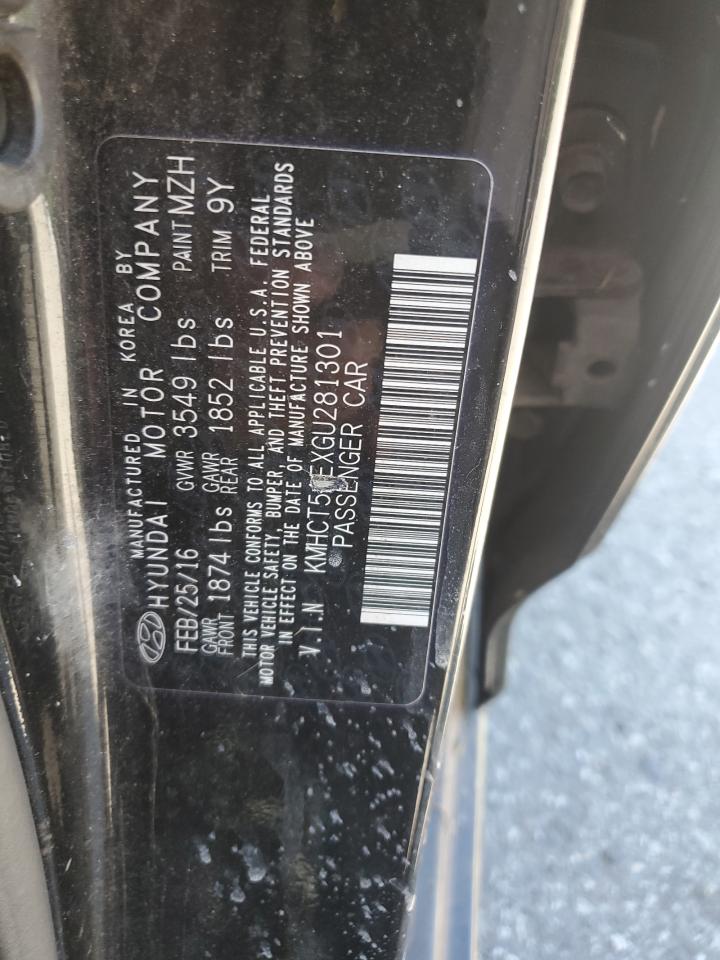 MANUFACTURED IN KOREA BY
HYUNDAI MOTOR COMPANY
FEB/25/16 GVWR 3549 lbs PAINT MZH
GAWR FRONT 1874 lbs GAWR REAR 1852 lbs TRIM 9Y
THIS VEHICLE CONFORMS TO ALL APPLICABLE U.S.A. FEDERAL
MOTOR VEHICLE SAFETY, BUMPER, AND THEFT PREVENTION STANDARDS
IN EFFECT ON THE DATE OF MANUFACTURE SHOWN ABOVE
V.I.N
PASSENGER CAR